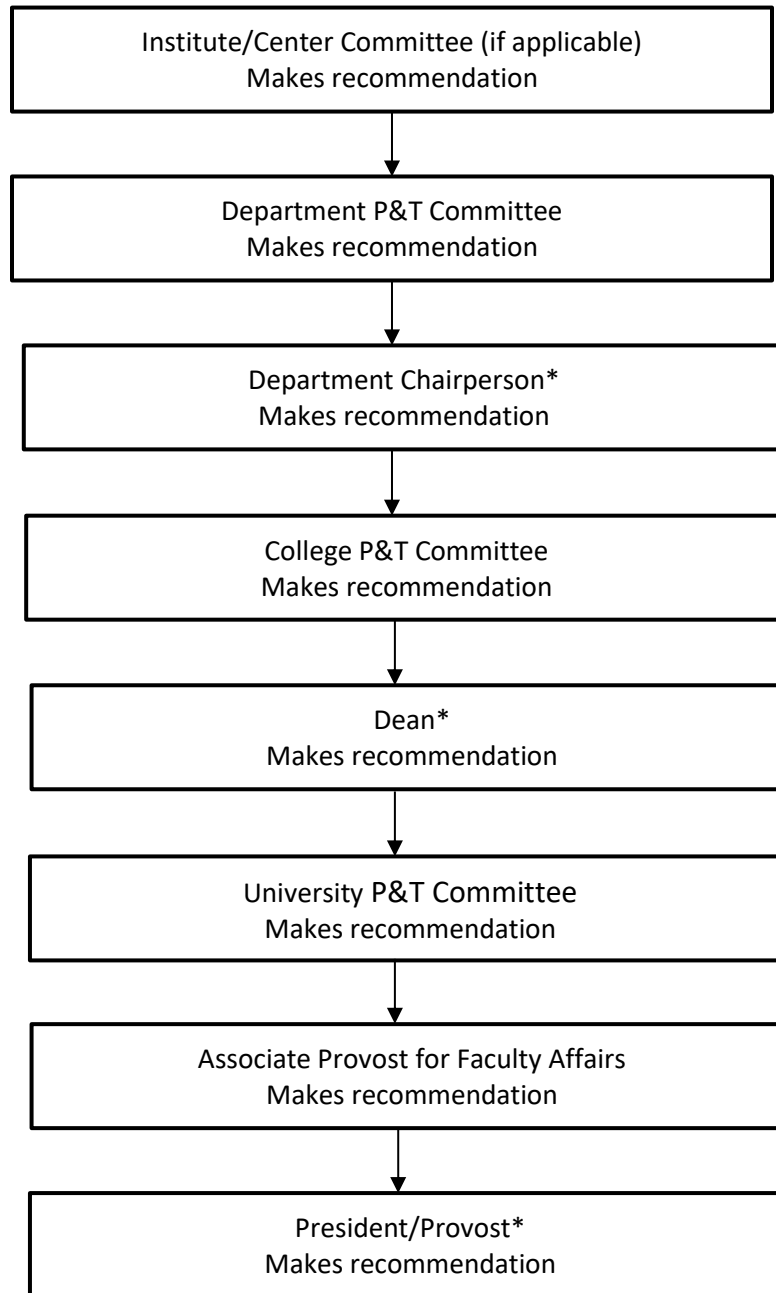 Institute/Center Committee (if applicable)
Makes recommendation
Department P&T Committee
Makes recommendation
Department Chairperson*
Makes recommendation
College P&T Committee
Makes recommendation
Dean*
Makes recommendation
University P&T Committee
Makes recommendation
Associate Provost for Faculty Affairs
Makes recommendation
President/Provost*
Makes recommendation